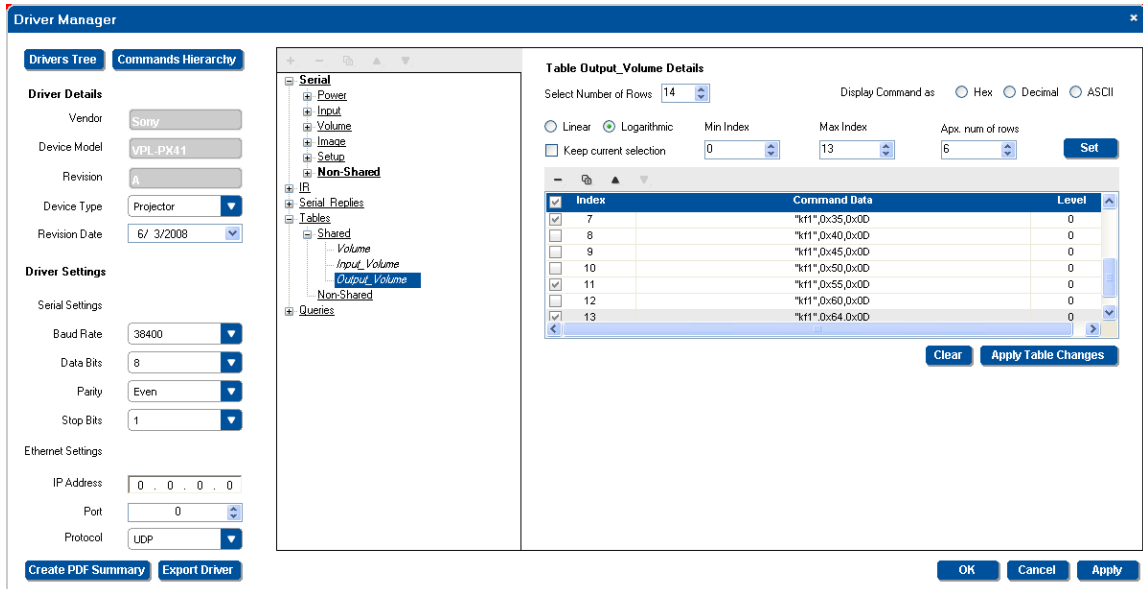 Driver Manager
Drivers Tree Commands Hierarchy
Driver Details
Vendor Sony
Device Model VPL-PX41
Revision A
Device Type Projector
Revision Date 6/ 3/2008
Driver Settings
Serial Settings
Baud Rate 38400
Data Bits 8
Parity Even
Stop Bits 1
Ethernet Settings
IP Address 0 . 0 . 0 . 0
Port 0
Protocol UDP
Create PDF Summary Export Driver
Serial
Power
Input
Volume
Image
Setup
Non-Shared
IR
Serial Replies
Tables
Shared
Volume
Input_Volume
Output_Volume
Non-Shared
Queries
Table Output_Volume Details
Select Number of Rows 14 Display Command as Hex Decimal ASCII
Linear Logarithmic Min Index Max Index Apx. num of rows
Keep current selection 0 13 6 Set
Index Command Data Level
7 "kf1",0x35,0x0D 0
8 "kf1",0x40,0x0D 0
9 "kf1",0x45,0x0D 0
10 "kf1",0x50,0x0D 0
11 "kf1",0x55,0x0D 0
12 "kf1",0x60,0x0D 0
13 "kf1",0x64,0x0D 0
Clear Apply Table Changes
OK Cancel Apply